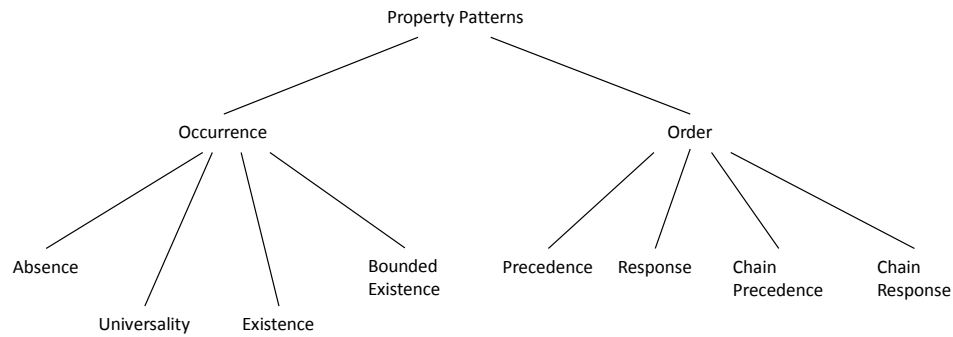 Property Patterns
Occurrence
Order
Absence
Universality
Existence
Bounded
Existence
Precedence
Response
Chain
Precedence
Chain
Response